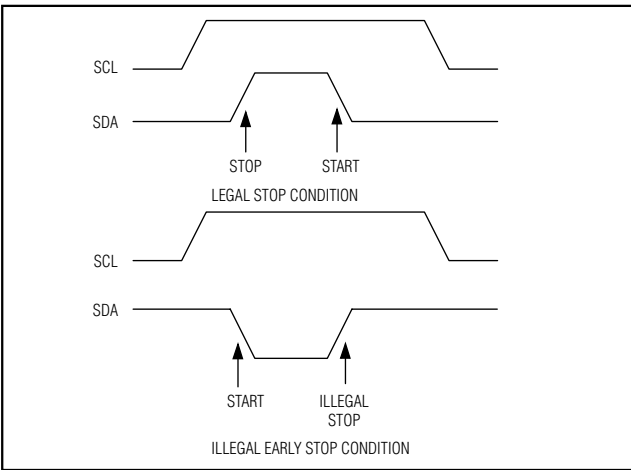 SCL
SDA
STOP START
LEGAL STOP CONDITION
SCL
SDA
START ILLEGAL
STOP
ILLEGAL EARLY STOP CONDITION